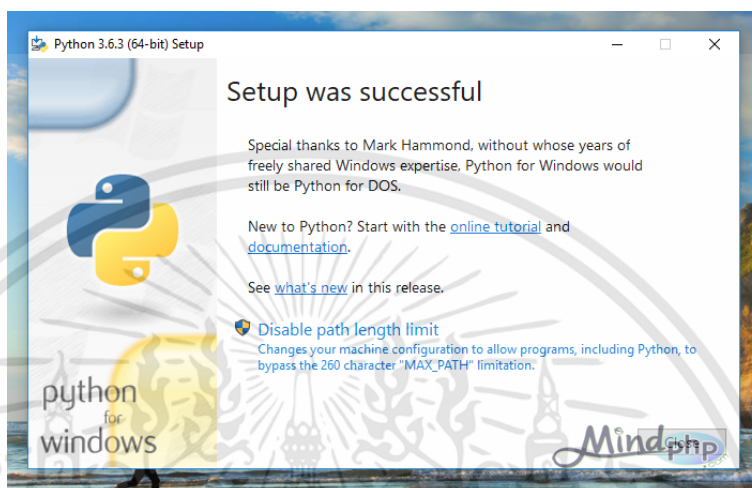 Python 3.6.3 (64-bit) Setup
Setup was successful
Special thanks to Mark Hammond, without whose years of
freely shared Windows expertise, Python for Windows would
still be Python for DOS.
New to Python? Start with the online tutorial and
documentation.
See what's new in this release.
Disable path length limit
Changes your machine configuration to allow programs, including Python, to
bypass the 260 character "MAX_PATH" limitation.
python
for
windows
Close
Mindphp
.com